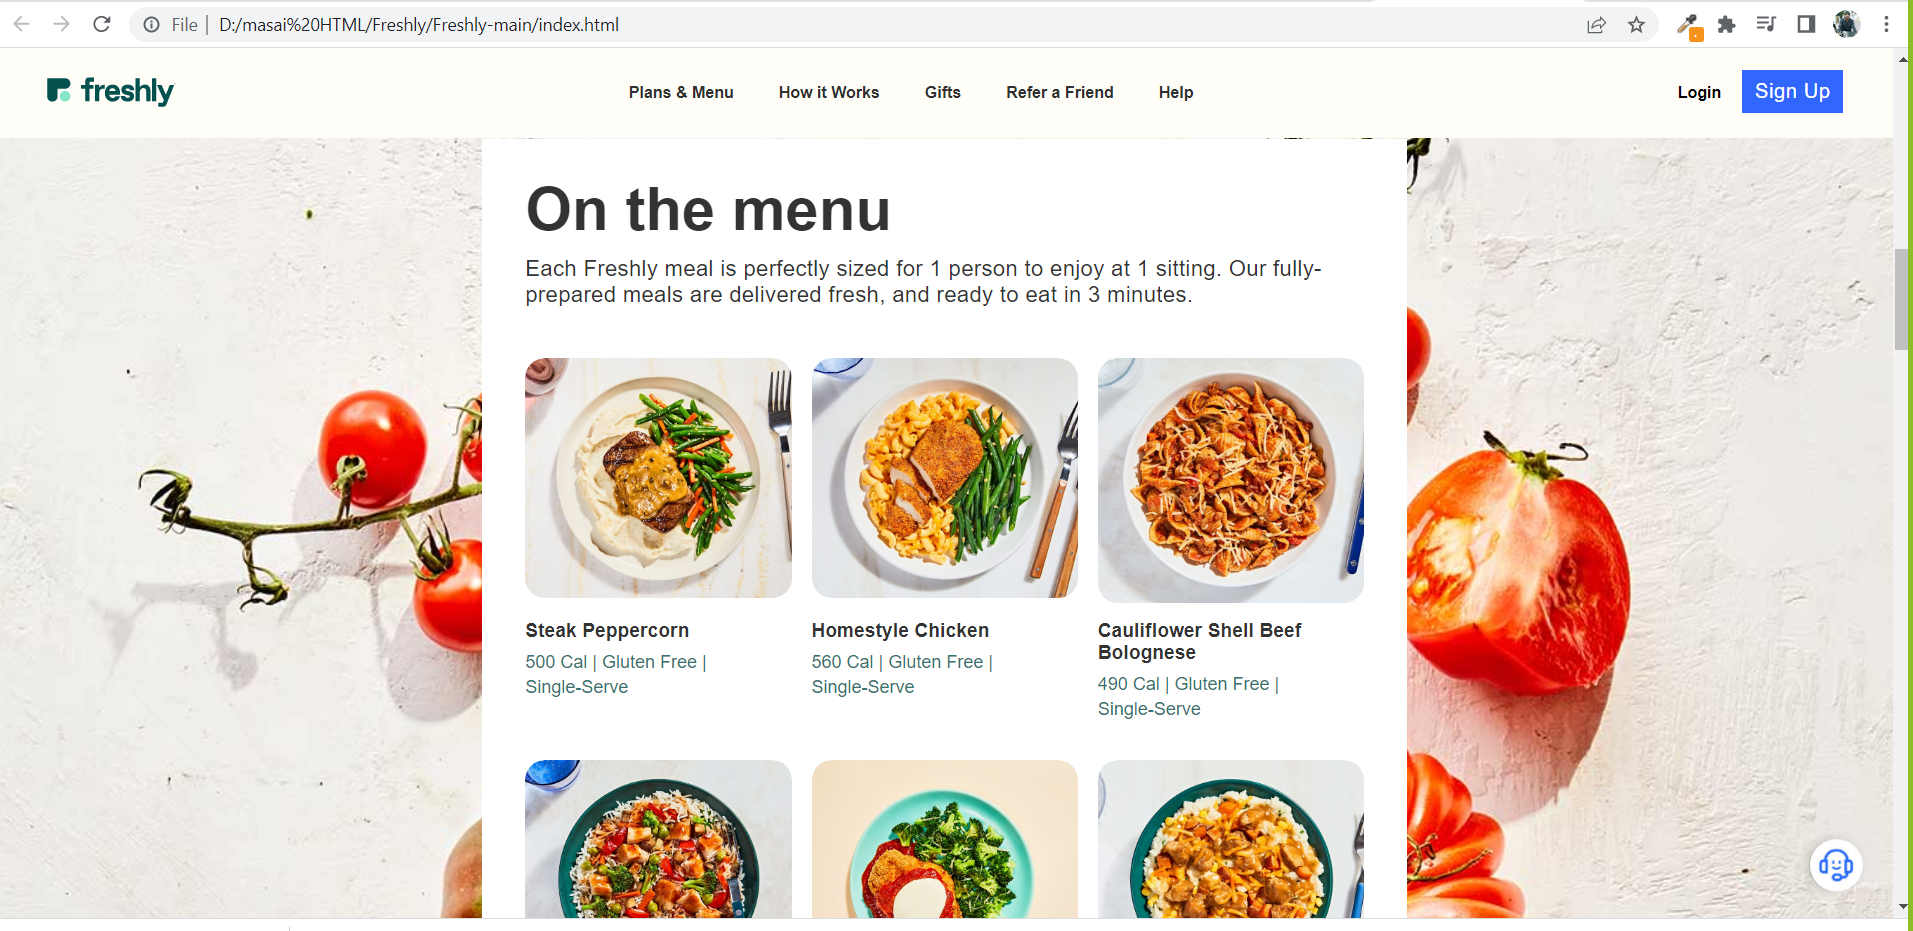 File | D:/masai%20HTML/Freshly/Freshly-main/index.html
freshly
Plans & Menu How it Works Gifts Refer a Friend Help
Login Sign Up
On the menu
Each Freshly meal is perfectly sized for 1 person to enjoy at 1 sitting. Our fully-
prepared meals are delivered fresh, and ready to eat in 3 minutes.
Steak Peppercorn
500 Cal | Gluten Free |
Single-Serve
Homestyle Chicken
560 Cal | Gluten Free |
Single-Serve
Cauliflower Shell Beef
Bolognese
490 Cal | Gluten Free |
Single-Serve